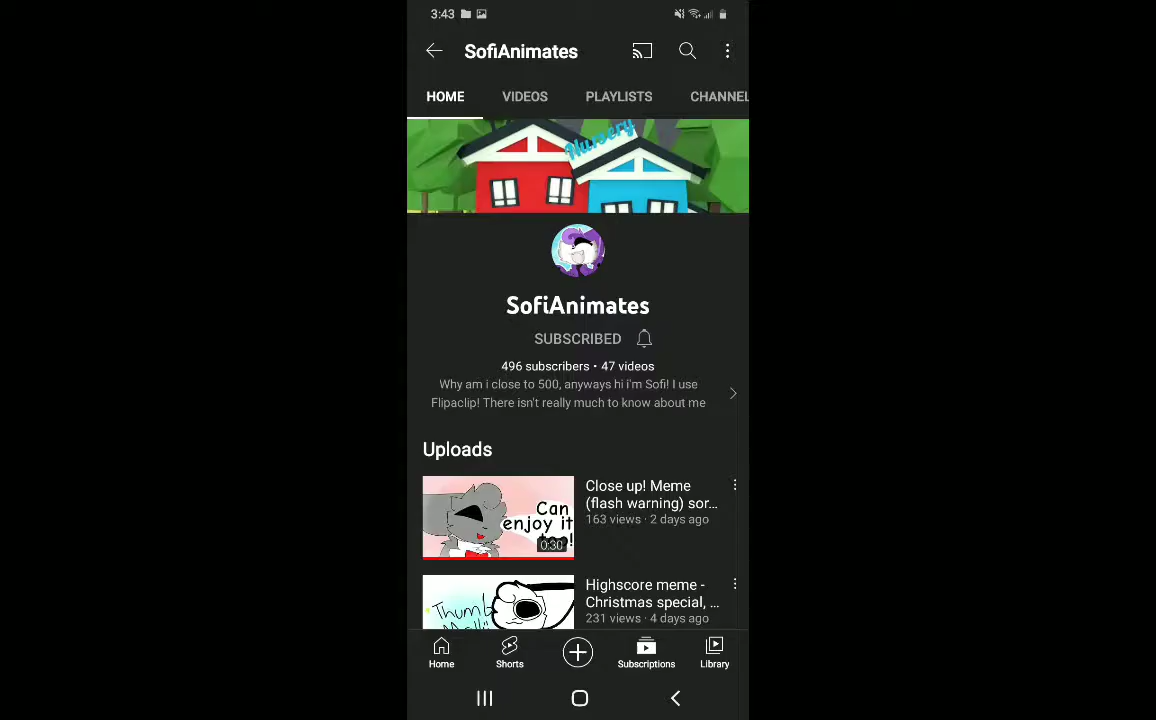 3:43
SofiAnimates
HOME VIDEOS PLAYLISTS CHANNEL
Nursery
SofiAnimates
SUBSCRIBED
496 subscribers • 47 videos
Why am i close to 500, anyways hi i'm Sofi! I use
Flipaclip! There isn't really much to know about me
Uploads
Can
enjoy it
0:30
Close up! Meme
(flash warning) sor...
163 views · 2 days ago
Thumb
Highscore meme -
Christmas special, ...
231 views · 4 days ago
Home Shorts Subscriptions Library